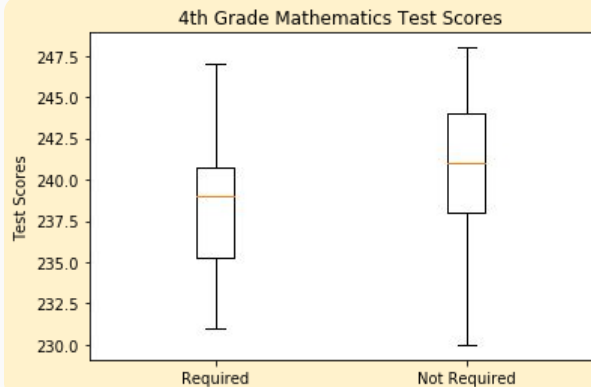 4th Grade Mathematics Test Scores
247.5
245.0
242.5
240.0
237.5
235.0
232.5
230.0
Test Scores
Required
Not Required